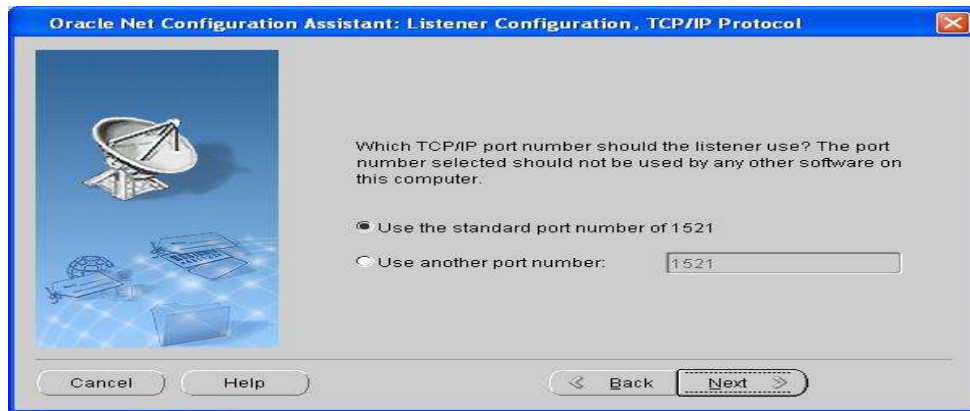 Oracle Net Configuration Assistant: Listener Configuration, TCP/IP Protocol
Which TCP/IP port number should the listener use? The port
number selected should not be used by any other software on
this computer.
Use the standard port number of 1521
Use another port number: 1521
Cancel Help Back Next